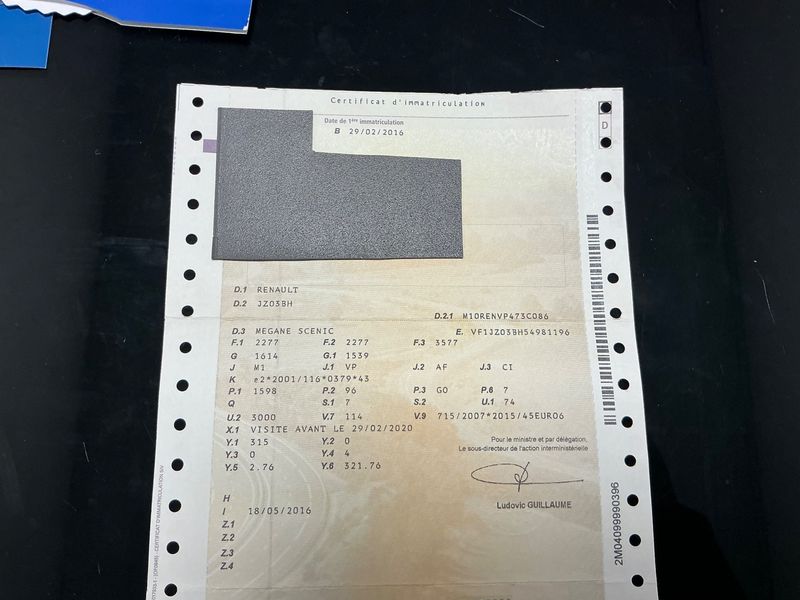 Certificat d'immatriculation
Date de 1ère immatriculation
B 29/02/2016
D
D.1 RENAULT
D.2 JZ03BH
D.2.1 M10RENVP473C086
D.3 MEGANE SCENIC
E. VF1JZ03BH54981196
F.1 2277 F.2 2277 F.3 3577
G 1614 G.1 1539
J M1 J.1 VP J.2 AF J.3 CI
K e2*2001/116*0379*43
P.1 1598 P.2 96 P.3 GO P.6 7
Q S.1 7 S.2 U.1 74
U.2 3000 V.7 114 V.9 715/2007*2015/45EURO6
X.1 VISITE AVANT LE 29/02/2020
Y.1 315 Y.2 0
Y.3 0 Y.4 4
Y.5 2.76 Y.6 321.76
Pour le ministre et par délégation,
Le sous-directeur de l'action interministérielle
Ludovic GUILLAUME
H
I 18/05/2016
Z.1
Z.2
Z.3
Z.4
2M04099990396
CERTIFICAT D'IMMATRICULATION SIV